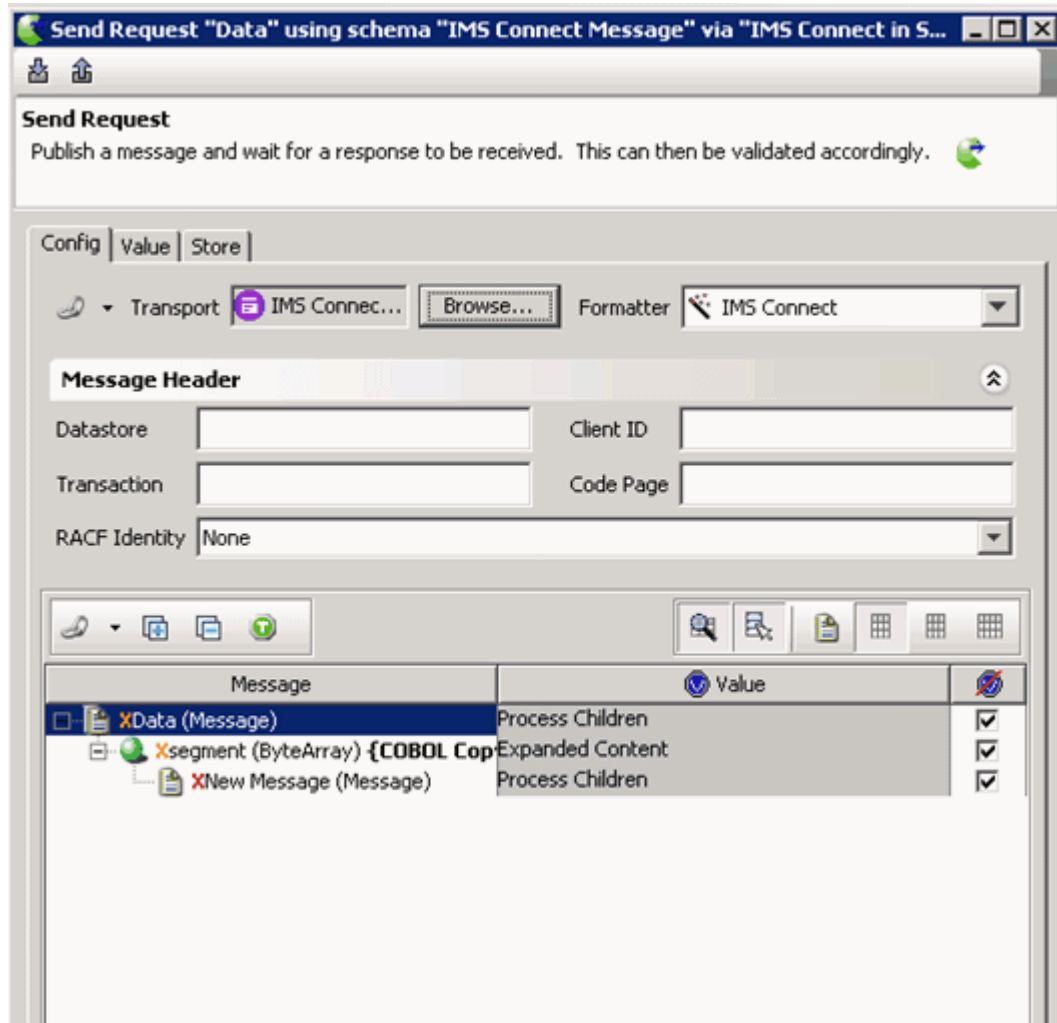 Send Request "Data" using schema "IMS Connect Message" via "IMS Connect in S...
Send Request
Publish a message and wait for a response to be received. This can then be validated accordingly.
Config Value Store
Transport IMS Connec... Browse... Formatter IMS Connect
Message Header
Datastore Client ID
Transaction Code Page
RACF Identity None
Message Value
XData (Message) Process Children
Xsegment (ByteArray) {COBOL Cop Expanded Content
XNew Message (Message) Process Children